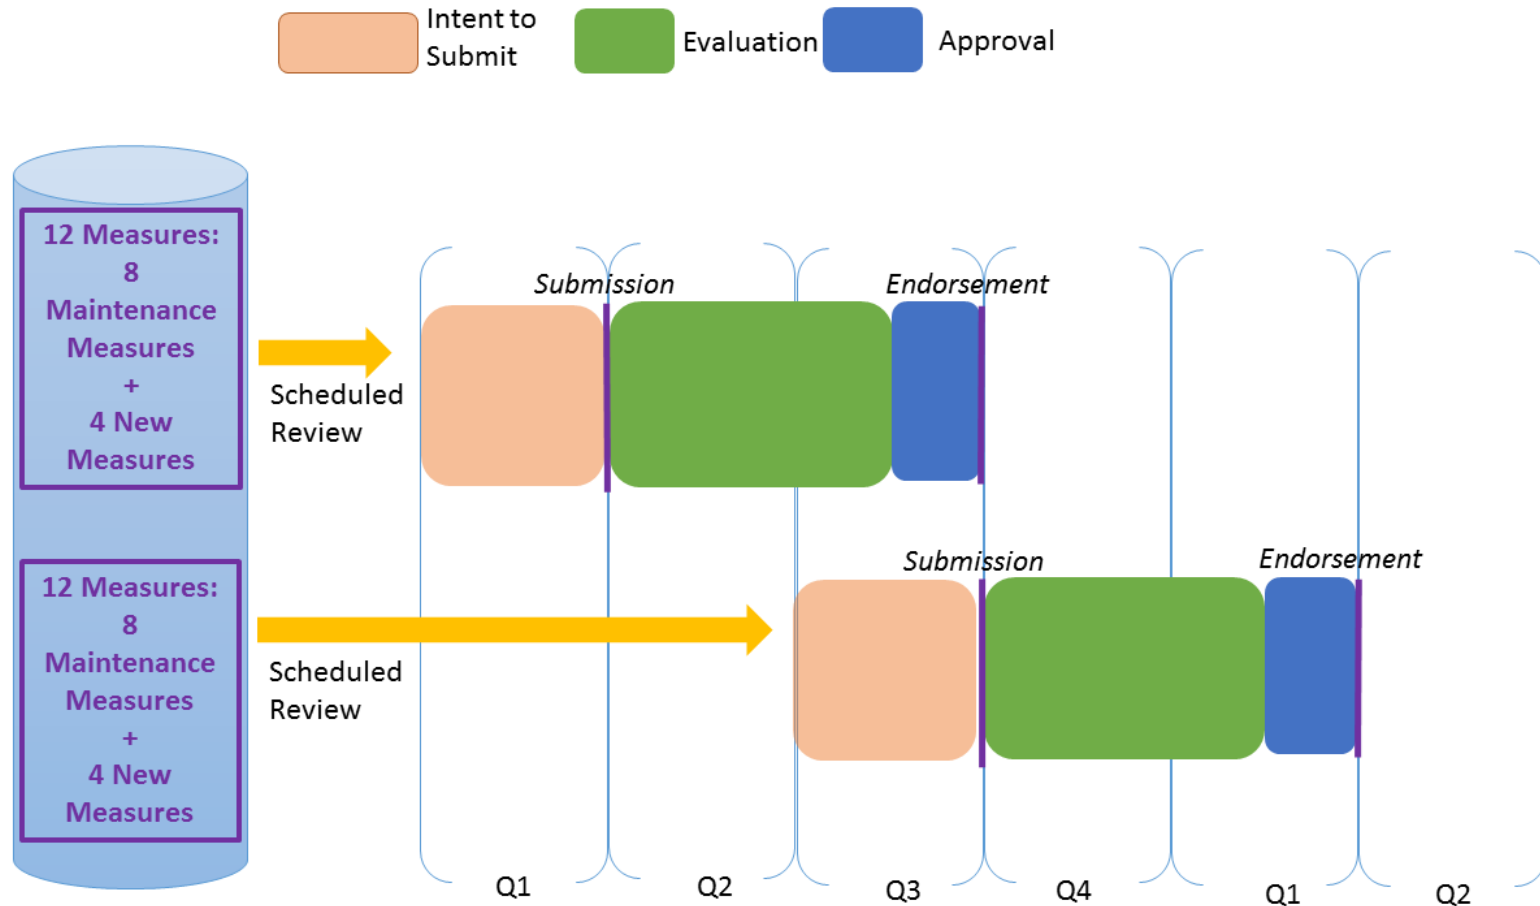 Intent to
Submit
Evaluation
Approval
12 Measures:
8
Maintenance
Measures
+
4 New
Measures
Scheduled
Review
Submission
Endorsement
12 Measures:
8
Maintenance
Measures
+
4 New
Measures
Scheduled
Review
Submission
Endorsement
Q1
Q2
Q3
Q4
Q1
Q2